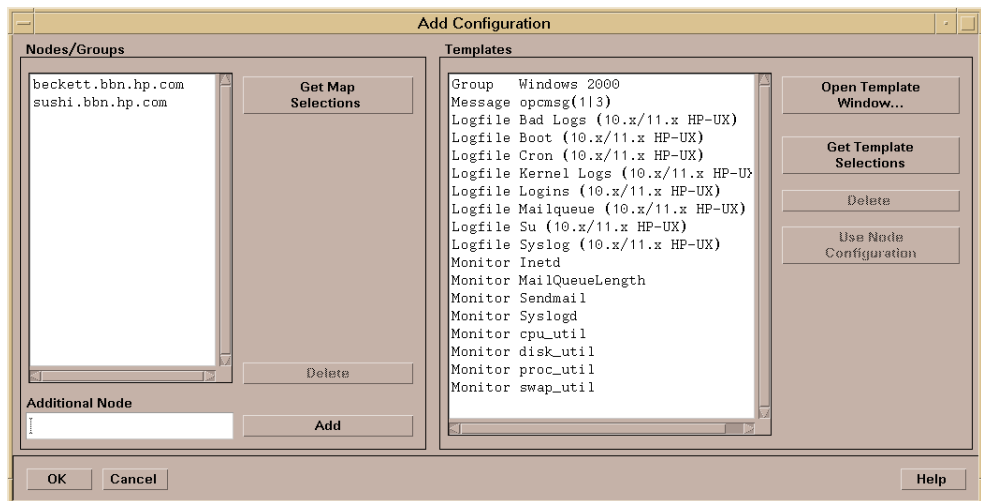 Add Configuration
Nodes/Groups
beckett.bbn.hp.com
sushi.bbn.hp.com
Get Map
Selections
Delete
Additional Node
Add
Templates
Group   Windows 2000
Message opcmsg(1|3)
Logfile Bad Logs (10.x/11.x HP-UX)
Logfile Boot (10.x/11.x HP-UX)
Logfile Cron (10.x/11.x HP-UX)
Logfile Kernel Logs (10.x/11.x HP-UX
Logfile Logins (10.x/11.x HP-UX)
Logfile Mailqueue (10.x/11.x HP-UX)
Logfile Su (10.x/11.x HP-UX)
Logfile Syslog (10.x/11.x HP-UX)
Monitor Inetd
Monitor MailQueueLength
Monitor Sendmail
Monitor Syslogd
Monitor cpu_util
Monitor disk_util
Monitor proc_util
Monitor swap_util
Open Template
Window...
Get Template
Selections
Delete
Use Node
Configuration
OK
Cancel
Help